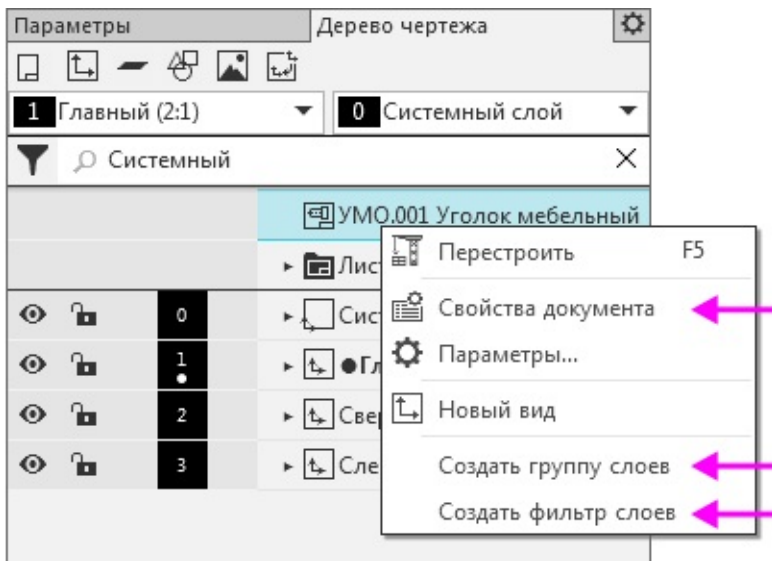 Параметры
Дерево чертежа
1 Главный (2:1)
0 Системный слой
Системный
УМО.001 Уголок мебельный
Перестроить F5
Свойства документа
0
1
Параметры...
2
Новый вид
3
Создать группу слоев
Создать фильтр слоев